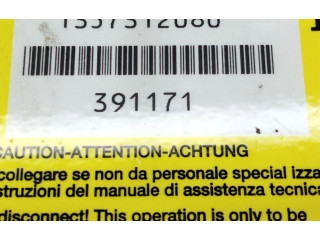 1357312080
391171
CAUTION-ATTENTION-ACHTUNG
collegare se non da personale special izza
struzioni del manuale di assistenza tecnica
disconnect! This operation is only to be